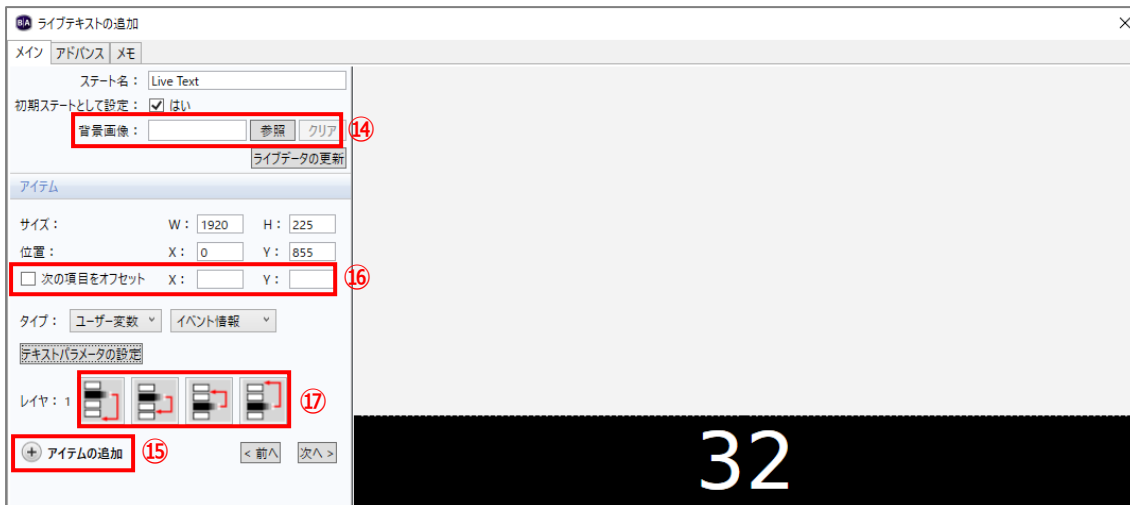 BA ライブテキストの追加 ×
メイン アドバンス メモ
ステート名： Live Text
初期ステートとして設定： はい
背景画像： 参照 クリア ⑭
ライブデータの更新
アイテム
サイズ： W： 1920 H： 225
位置： X： 0 Y： 855
次の項目をオフセット X： Y： ⑯
タイプ： ユーザー変数 イベント情報
テキストパラメータの設定
レイヤ： 1 ⑰
アイテムの追加 ⑮ < 前へ 次へ >
32